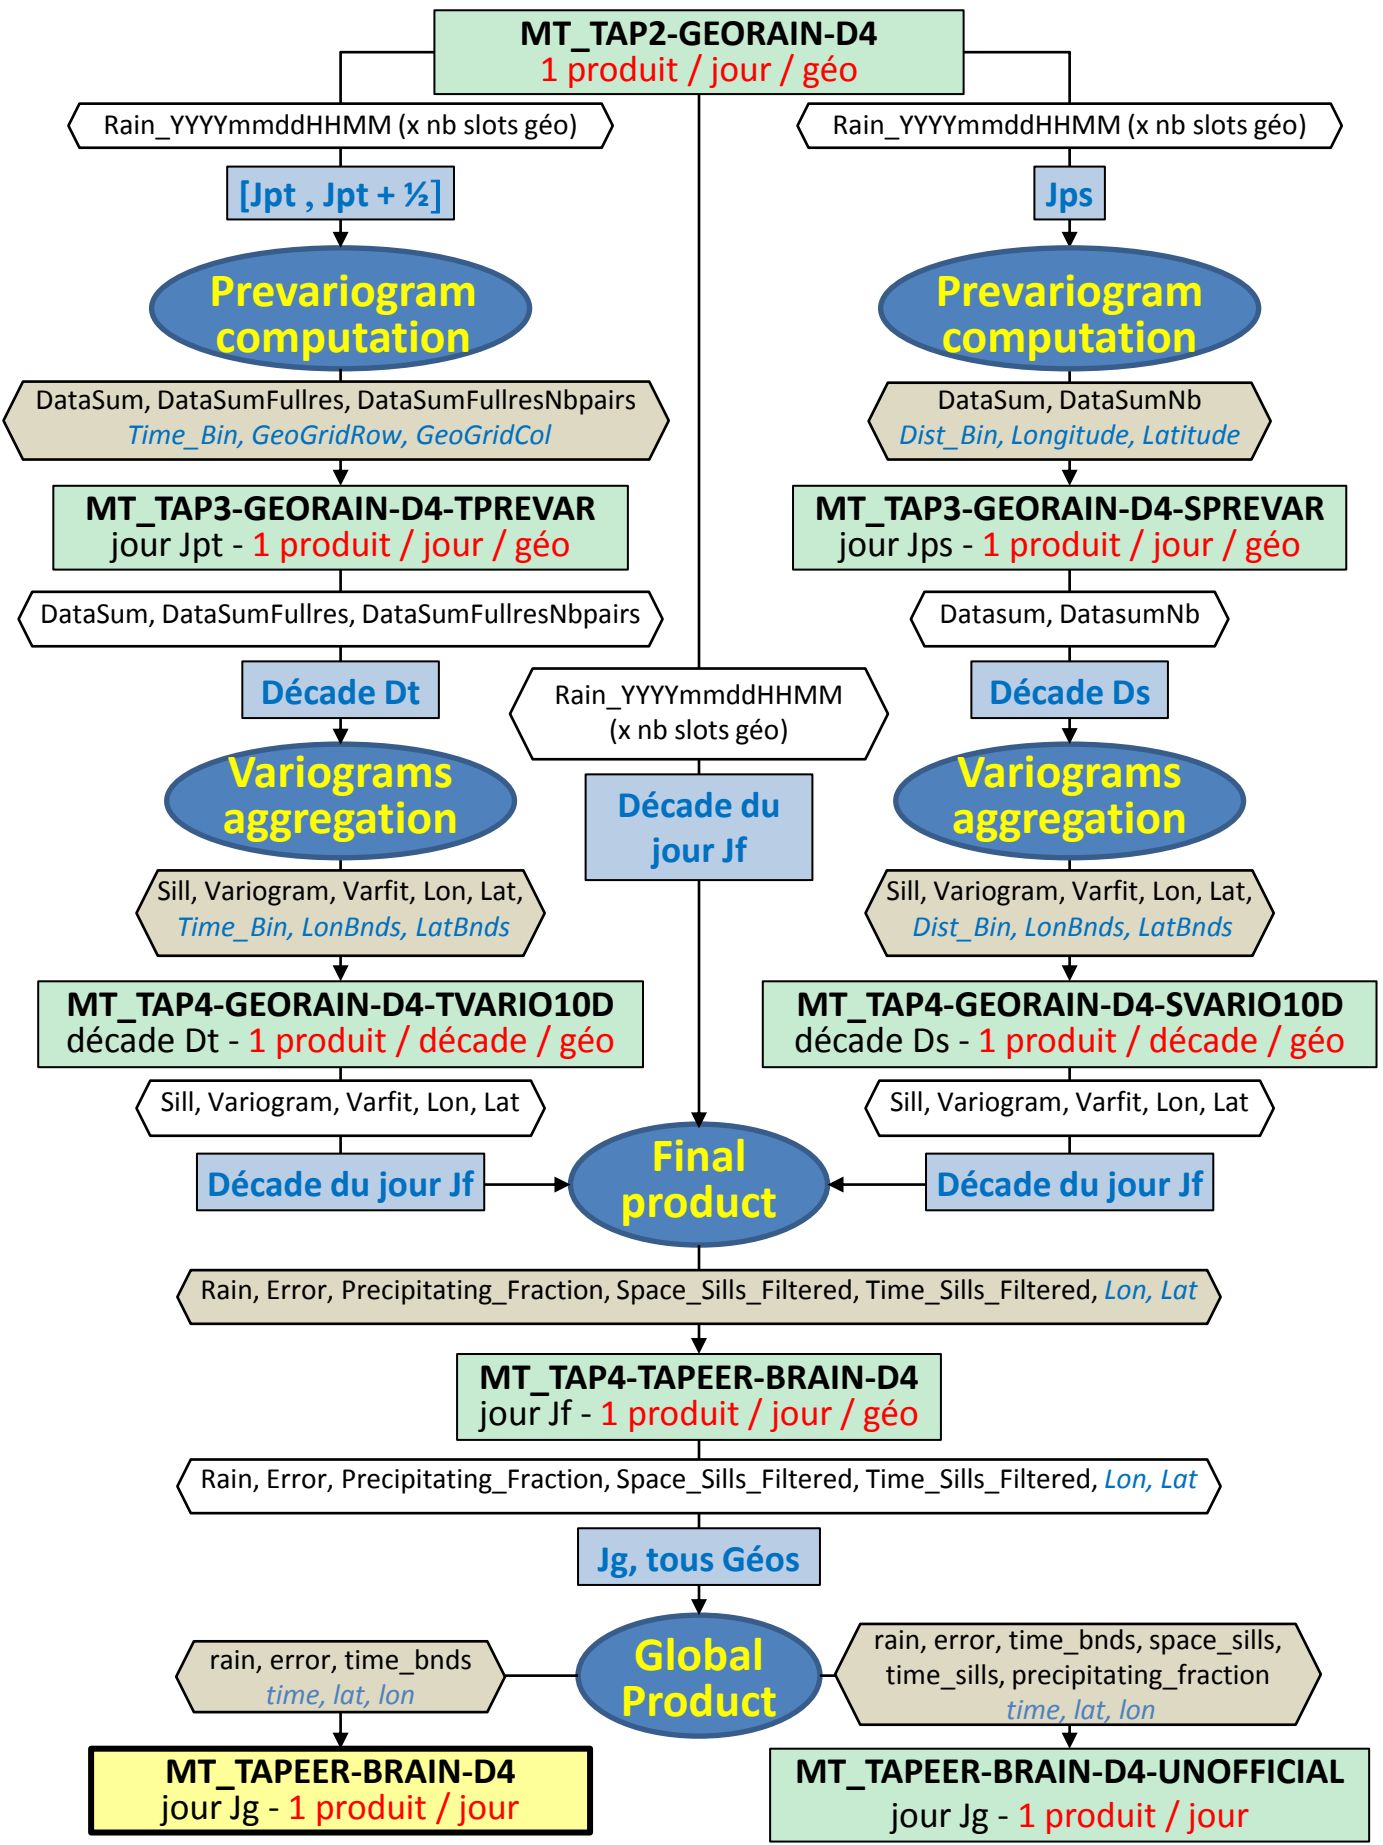 MT_TAP2-GEORAIN-D4
1 produit / jour / géo
Rain_YYYYmmddHHMM (x nb slots géo)
Rain_YYYYmmddHHMM (x nb slots géo)
[Jpt , Jpt + ½]
Jps
Prevariogram
computation
Prevariogram
computation
DataSum, DataSumFullres, DataSumFullresNbpairs
Time_Bin, GeoGridRow, GeoGridCol
DataSum, DataSumNb
Dist_Bin, Longitude, Latitude
MT_TAP3-GEORAIN-D4-TPREVAR
jour Jpt - 1 produit / jour / géo
MT_TAP3-GEORAIN-D4-SPREVAR
jour Jps - 1 produit / jour / géo
DataSum, DataSumFullres, DataSumFullresNbpairs
Datasum, DatasumNb
Décade Dt
Rain_YYYYmmddHHMM
(x nb slots géo)
Décade Ds
Variograms
aggregation
Décade du
jour Jf
Variograms
aggregation
Sill, Variogram, Varfit, Lon, Lat,
Time_Bin, LonBnds, LatBnds
Sill, Variogram, Varfit, Lon, Lat,
Dist_Bin, LonBnds, LatBnds
MT_TAP4-GEORAIN-D4-TVARIO10D
décade Dt - 1 produit / décade / géo
MT_TAP4-GEORAIN-D4-SVARIO10D
décade Ds - 1 produit / décade / géo
Sill, Variogram, Varfit, Lon, Lat
Sill, Variogram, Varfit, Lon, Lat
Décade du jour Jf
Final
product
Décade du jour Jf
Rain, Error, Precipitating_Fraction, Space_Sills_Filtered, Time_Sills_Filtered, Lon, Lat
MT_TAP4-TAPEER-BRAIN-D4
jour Jf - 1 produit / jour / géo
Rain, Error, Precipitating_Fraction, Space_Sills_Filtered, Time_Sills_Filtered, Lon, Lat
Jg, tous Géos
rain, error, time_bnds
time, lat, lon
Global
Product
rain, error, time_bnds, space_sills,
time_sills, precipitating_fraction
time, lat, lon
MT_TAPEER-BRAIN-D4
jour Jg - 1 produit / jour
MT_TAPEER-BRAIN-D4-UNOFFICIAL
jour Jg - 1 produit / jour